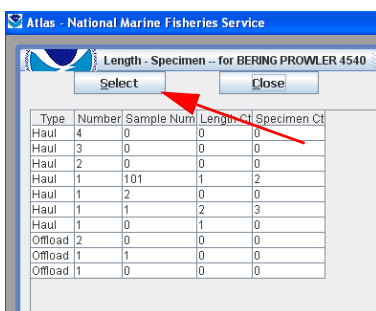 Atlas - National Marine Fisheries Service
Length - Specimen -- for BERING PROWLER 4540
Select Close
Type Number Sample Num Length Ct Specimen Ct
Haul 4 0 0 0
Haul 3 0 0 0
Haul 2 0 0 0
Haul 1 101 1 2
Haul 1 2 0 0
Haul 1 1 2 3
Haul 1 0 1 0
Offload 2 0 0 0
Offload 1 1 0 0
Offload 1 0 0 0